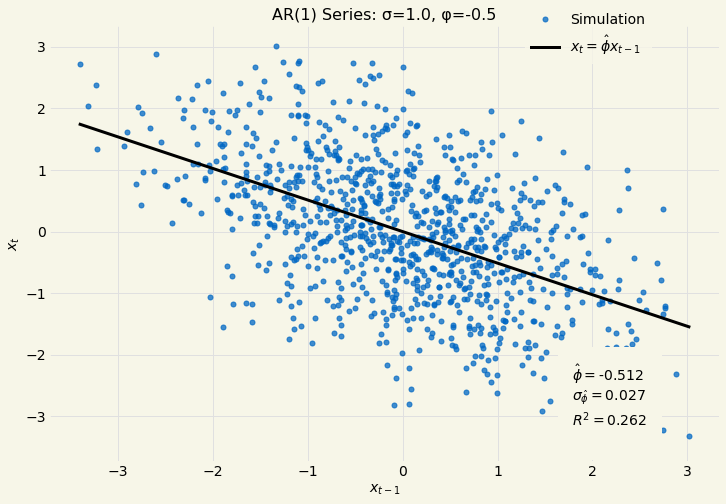 AR(1) Series: σ=1.0, φ=-0.5
Simulation
x_t = ϕ̂x_{t−1}
3
2
1
0
−1
−2
−3
x_t
ϕ̂ = -0.512
σ_ϕ̂ = 0.027
R² = 0.262
−3 −2 −1 0 1 2 3
x_{t−1}